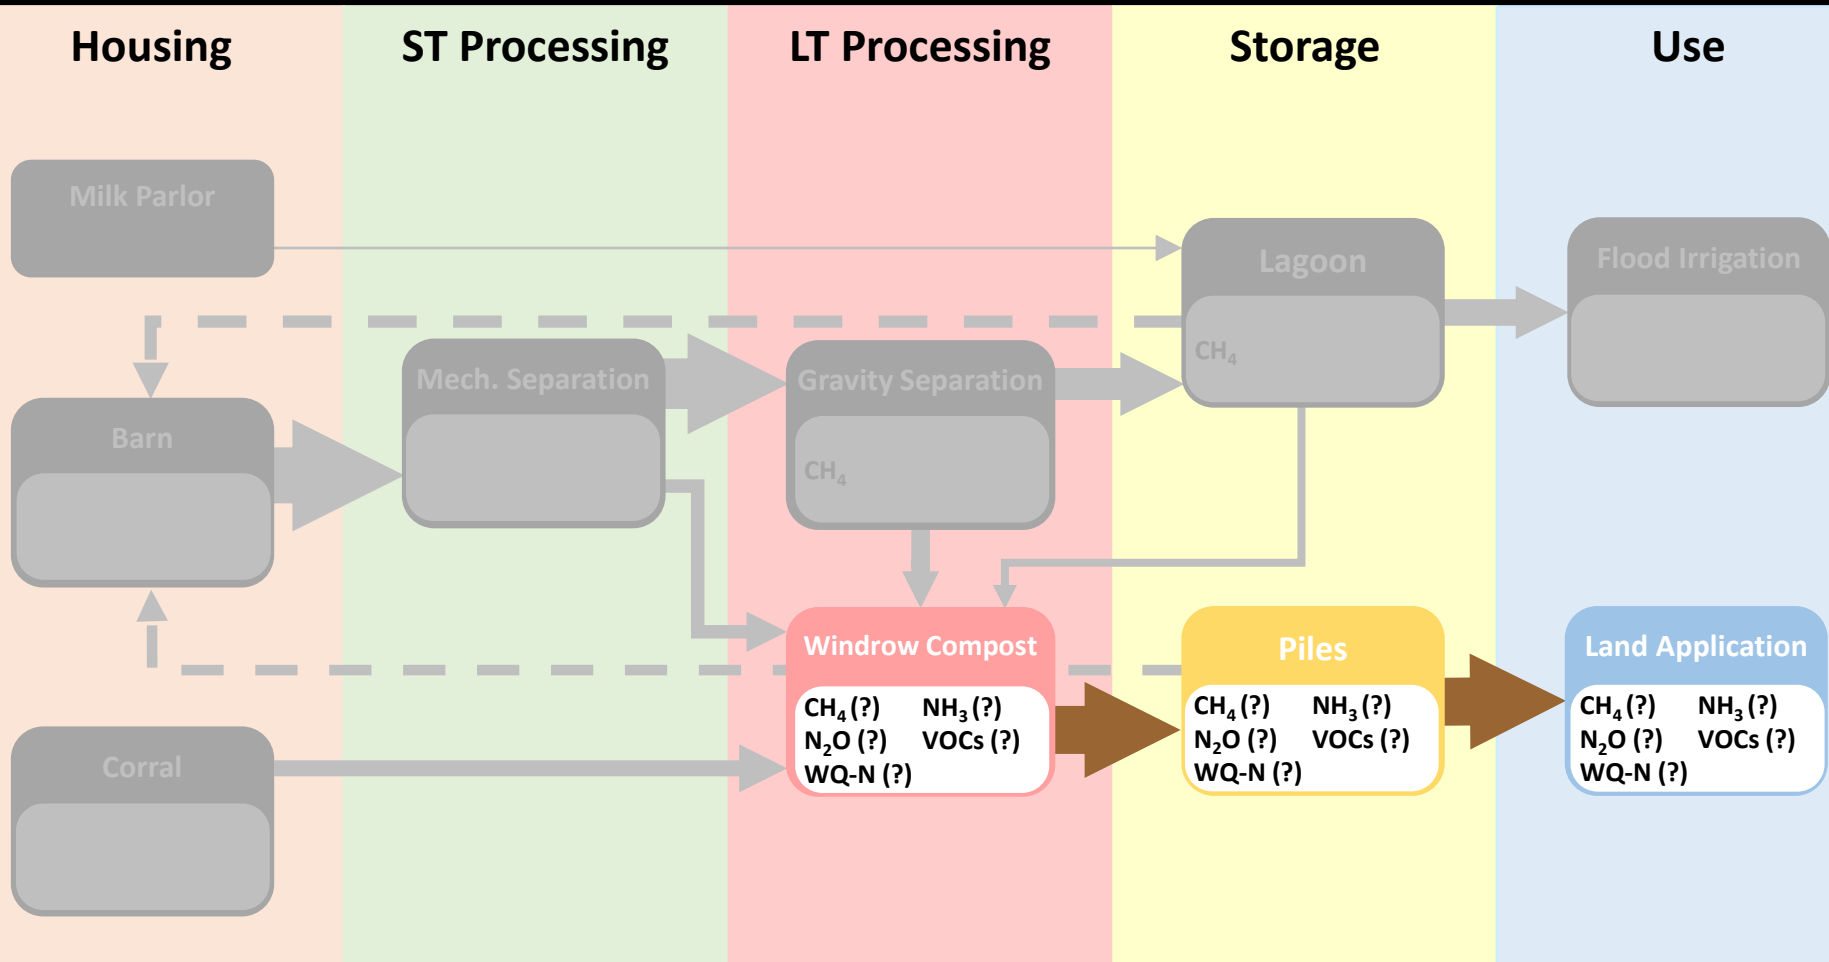 Housing
ST Processing
LT Processing
Storage
Use
Milk Parlor
Lagoon
CH₄
Flood Irrigation
Mech. Separation
Gravity Separation
CH₄
Barn
Windrow Compost
CH₄ (?) NH₃ (?)
N₂O (?) VOCs (?)
WQ-N (?)
Piles
CH₄ (?) NH₃ (?)
N₂O (?) VOCs (?)
WQ-N (?)
Land Application
CH₄ (?) NH₃ (?)
N₂O (?) VOCs (?)
WQ-N (?)
Corral